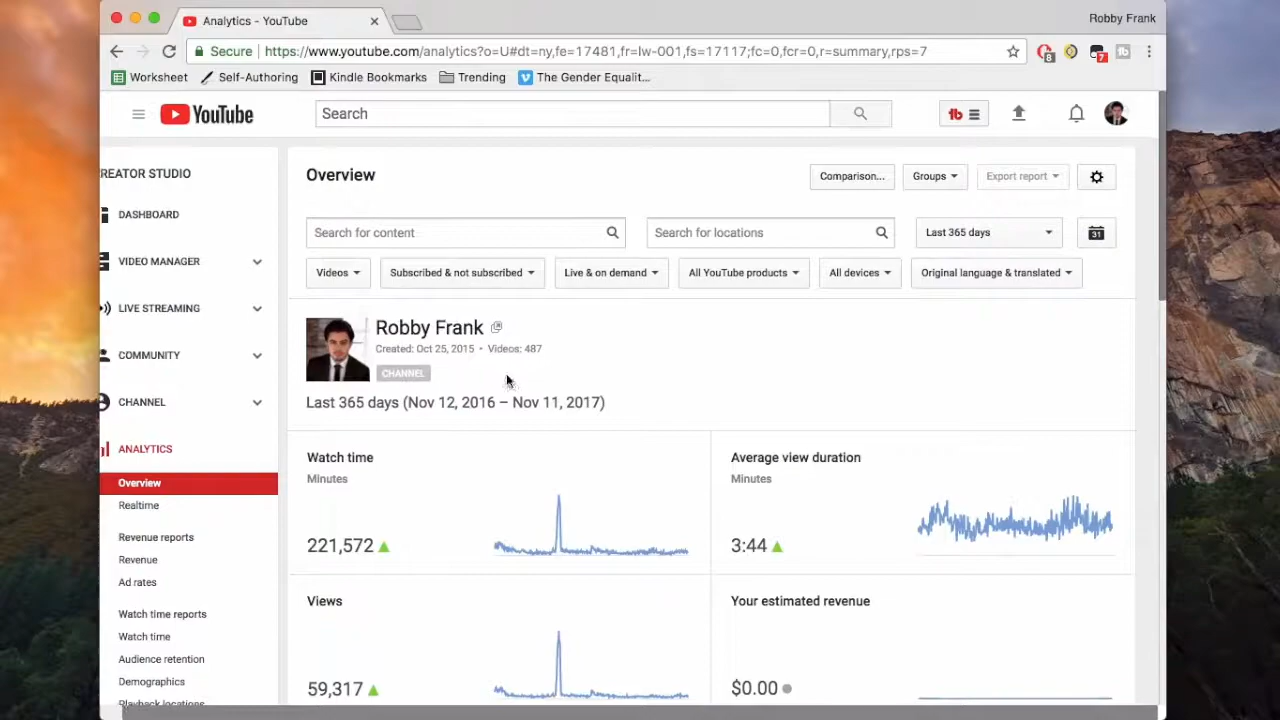 Analytics - YouTube
Robby Frank
Secure https://www.youtube.com/analytics?o=U#dt=ny,fe=17481,fr=lw-001,fs=17117;fc=0,fcr=0,r=summary,rps=7
8
7
Worksheet Self-Authoring Kindle Bookmarks Trending The Gender Equalit...
YouTube
Search
tb
REATOR STUDIO
DASHBOARD
VIDEO MANAGER
LIVE STREAMING
COMMUNITY
CHANNEL
ANALYTICS
Overview
Realtime
Revenue reports
Revenue
Ad rates
Watch time reports
Watch time
Audience retention
Demographics
Playback locations
Overview
Comparison... Groups Export report
Search for content Search for locations Last 365 days 31
Videos Subscribed & not subscribed Live & on demand All YouTube products All devices Original language & translated
Robby Frank
Created: Oct 25, 2015 • Videos: 487
CHANNEL
Last 365 days (Nov 12, 2016 – Nov 11, 2017)
Watch time
Minutes
221,572
Average view duration
Minutes
3:44
Views
59,317
Your estimated revenue
$0.00